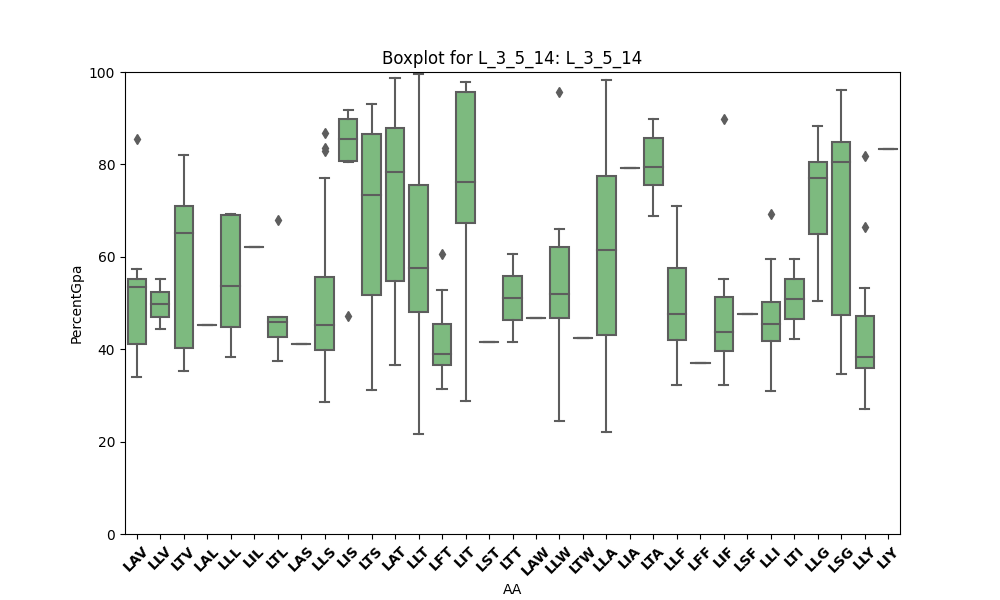 Boxplot for L_3_5_14: L_3_5_14
100
80
60
40
20
0
PercentGpa
LAV LLV LTV LAL LLL LIL LTL LAS LLS LIS LTS LAT LLT LFT LIT LST LTT LAW LLW LTW LLA LIA LTA LLF LFF LIF LSF LLI LTI LLG LSG LLY LIY
AA